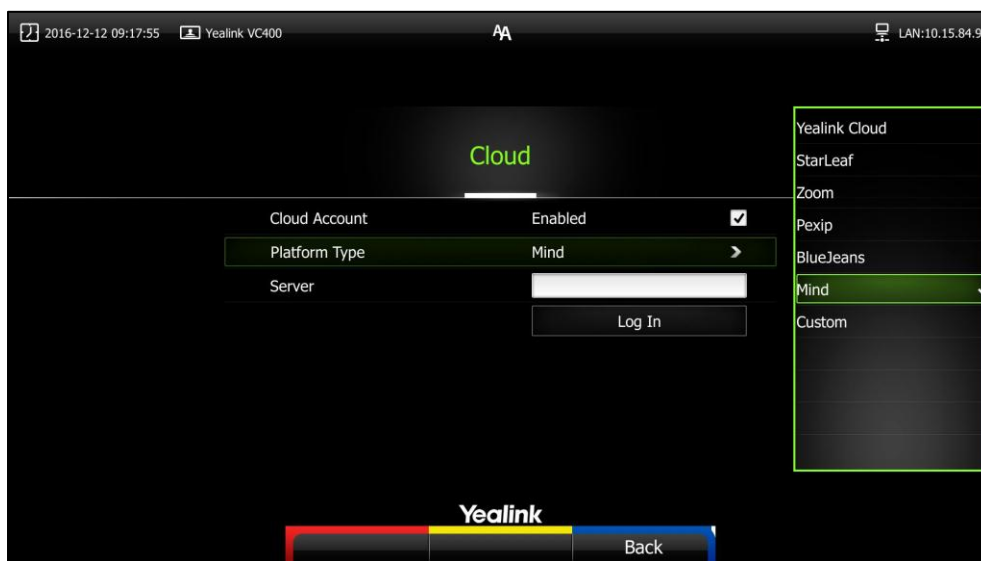 2016-12-12 09:17:55 Yealink VC400 AA LAN:10.15.84.9
Cloud
Cloud Account Enabled
Platform Type Mind
Server
Log In
Yealink Cloud
StarLeaf
Zoom
Pexip
BlueJeans
Mind
Custom
Yealink
Back